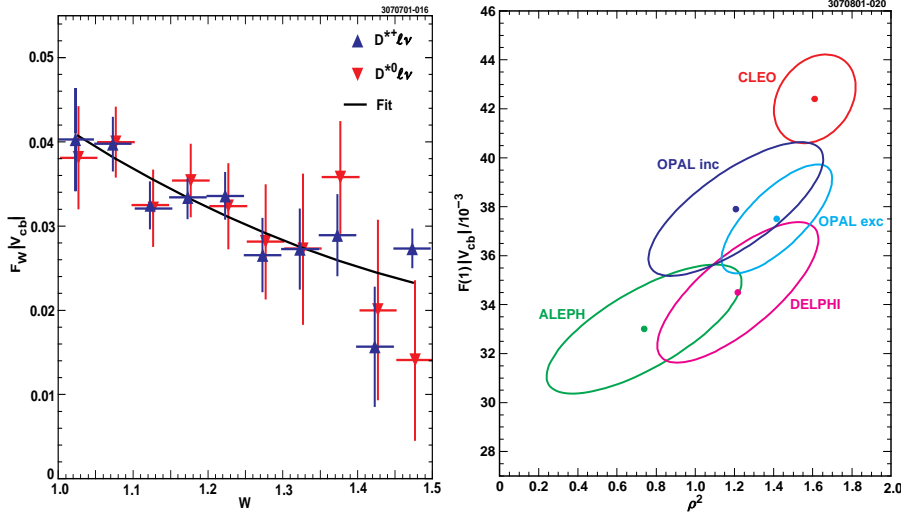 3070701-016
0.05
0.04
0.03
0.02
0.01
0
F_W|V_cb|
D*+ℓν
D*0ℓν
Fit
1.0 1.1 1.2 1.3 1.4 1.5
W
3070801-020
46
44
42
40
38
36
34
32
30
28
F(1)|V_cb|/10^-3
CLEO
OPAL inc
OPAL exc
DELPHI
ALEPH
0 0.2 0.4 0.6 0.8 1.0 1.2 1.4 1.6 1.8 2.0
ρ²